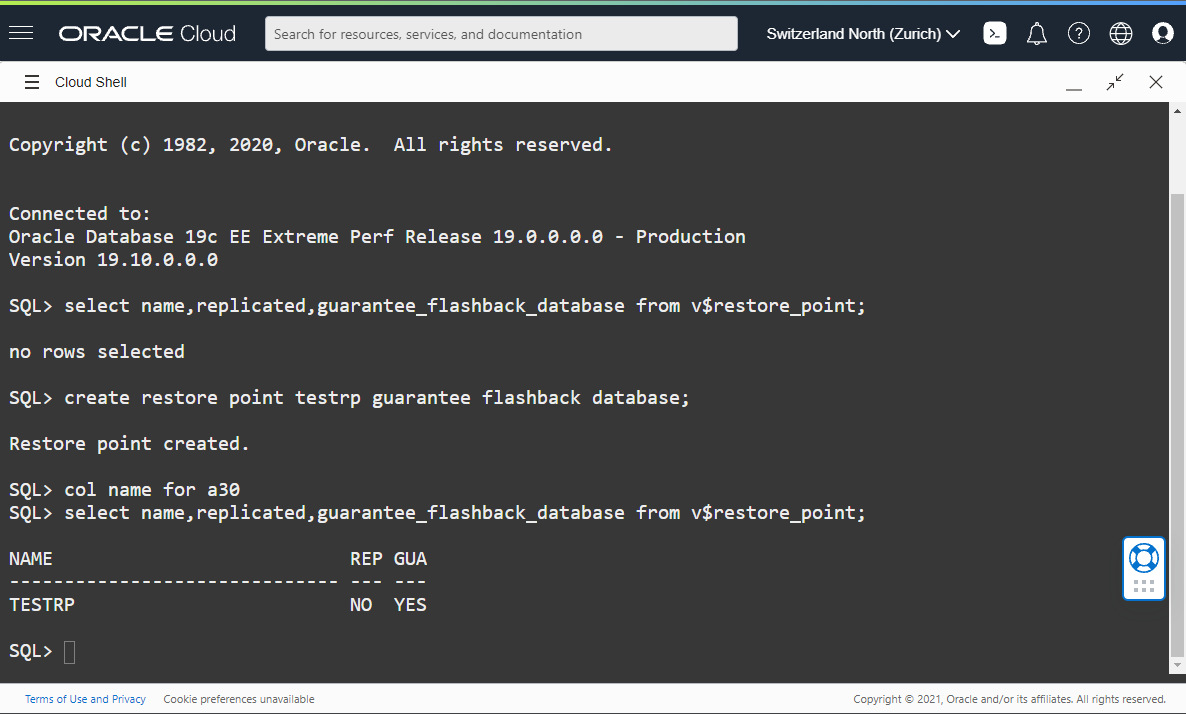 ORACLE Cloud
Search for resources, services, and documentation
Switzerland North (Zurich)
Cloud Shell
Copyright (c) 1982, 2020, Oracle.  All rights reserved.
Connected to:
Oracle Database 19c EE Extreme Perf Release 19.0.0.0.0 - Production
Version 19.10.0.0.0
SQL> select name,replicated,guarantee_flashback_database from v$restore_point;
no rows selected
SQL> create restore point testrp guarantee flashback database;
Restore point created.
SQL> col name for a30
SQL> select name,replicated,guarantee_flashback_database from v$restore_point;
NAME                           REP GUA
------------------------------ --- ---
TESTRP                         NO  YES
SQL>
Terms of Use and Privacy Cookie preferences unavailable Copyright © 2021, Oracle and/or its affiliates. All rights reserved.